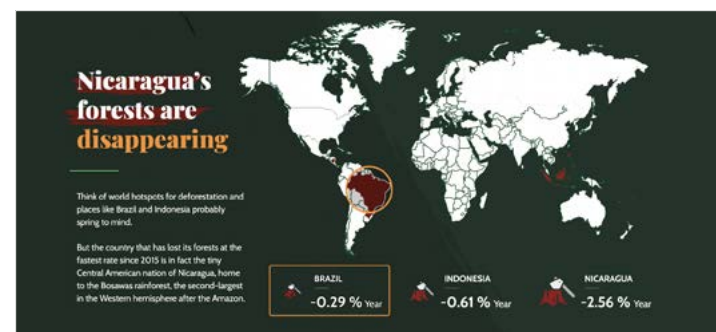 Nicaragua's
forests are
disappearing
Think of world hotspots for deforestation and
places like Brazil and Indonesia probably
spring to mind.
But the country that has lost its forests at the
fastest rate since 2015 is in fact the tiny
Central American nation of Nicaragua, home
to the Bosawas rainforest, the second-largest
in the Western hemisphere after the Amazon.
BRAZIL
-0.29 % Year
INDONESIA
-0.61 % Year
NICARAGUA
-2.56 % Year